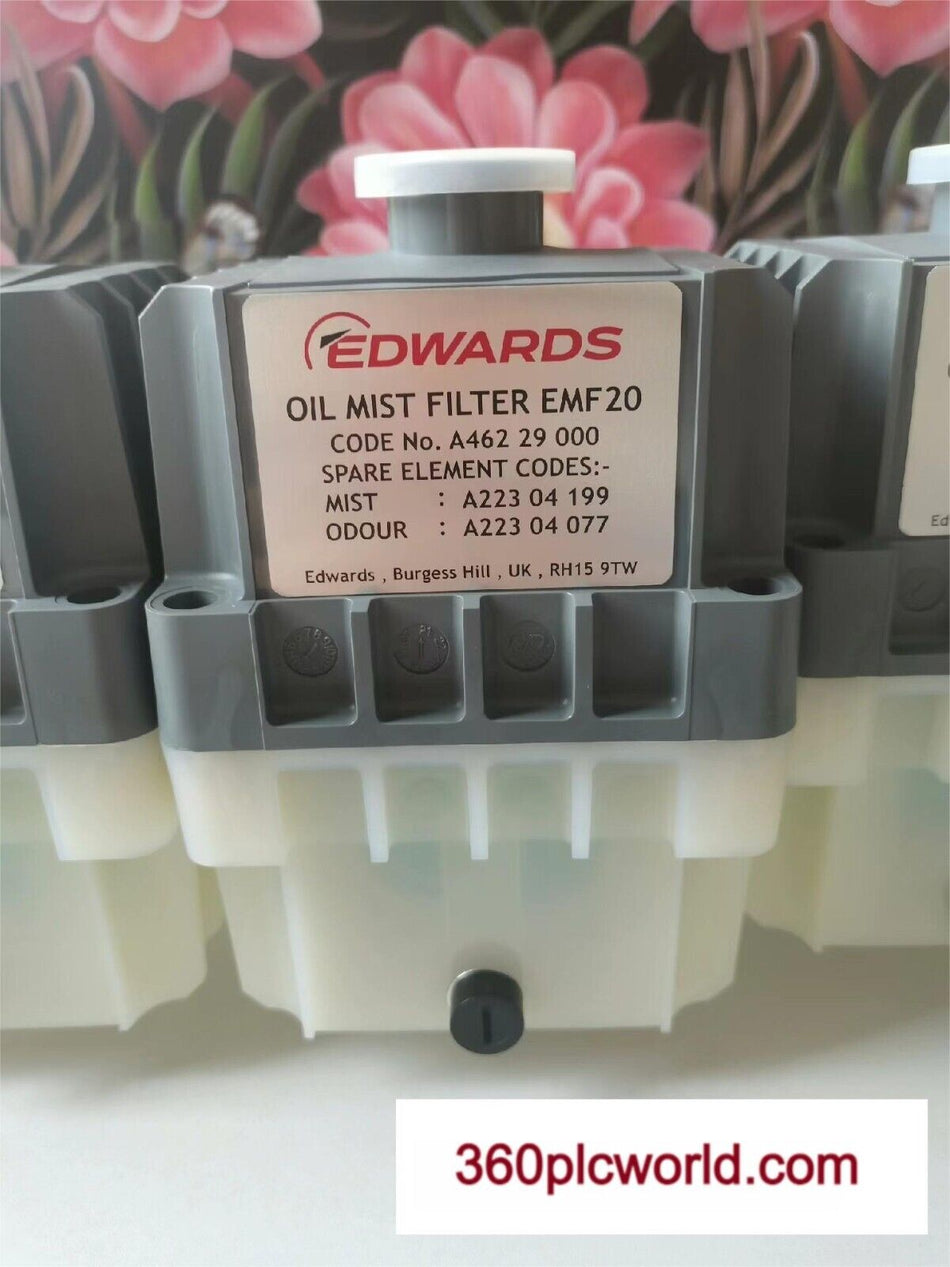 EDWARDS
OIL MIST FILTER EMF20
CODE No. A462 29 000
SPARE ELEMENT CODES:-
MIST : A223 04 199
ODOUR : A223 04 077
Edwards , Burgess Hill , UK , RH15 9TW
Ed
360plcworld.com